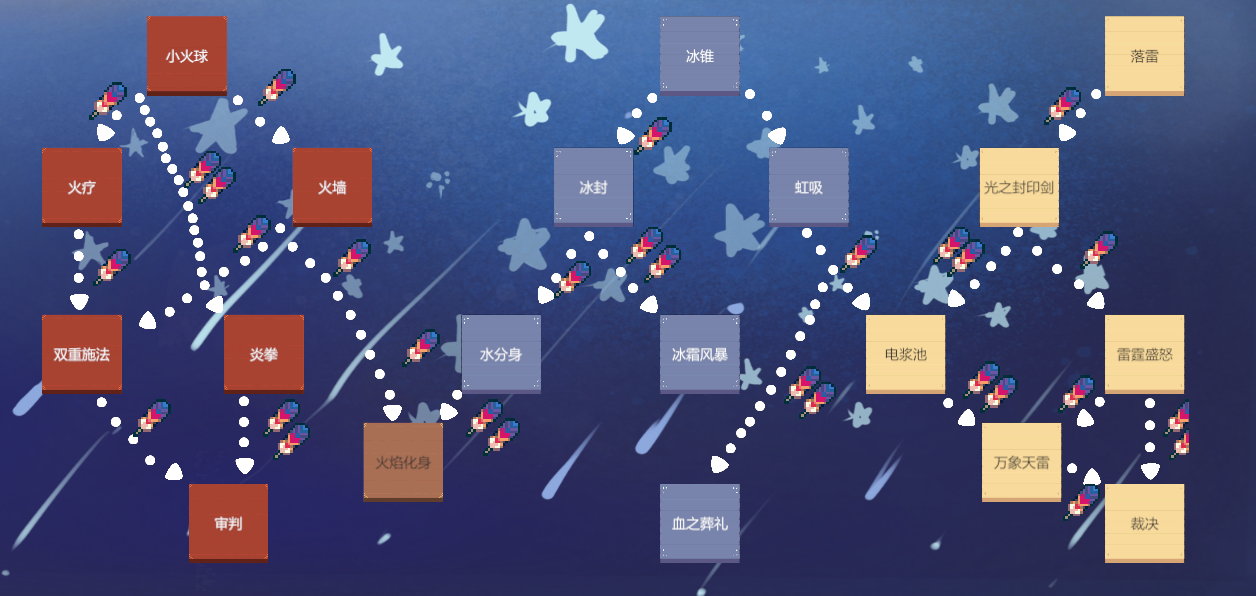 小火球
冰锥
落雷
火疗
火墙
冰封
虹吸
光之封印剑
双重施法
炎拳
水分身
冰霜风暴
电浆池
雷霆盛怒
火焰化身
万象天雷
审判
血之葬礼
裁决